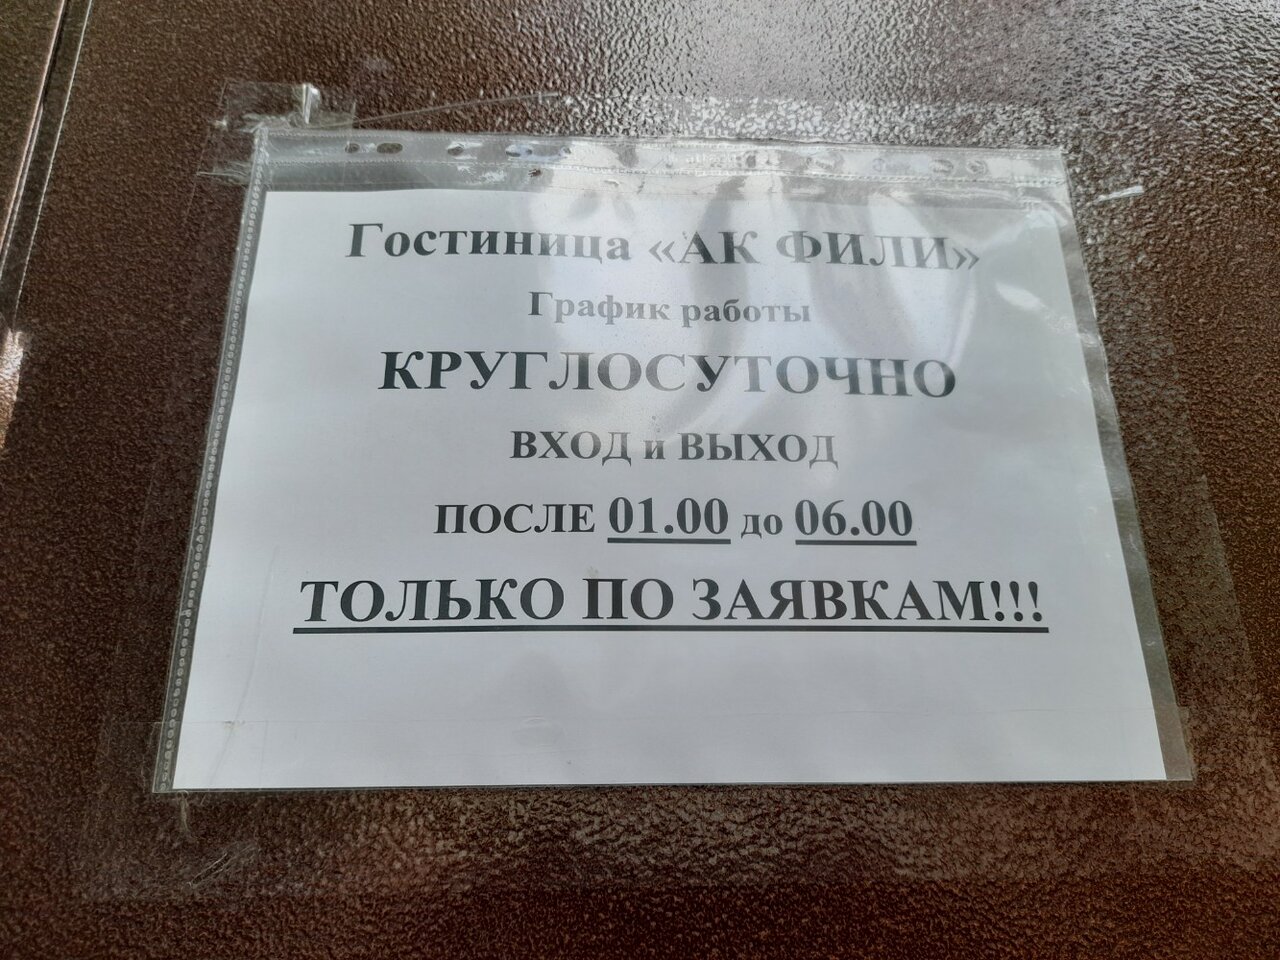 Гостиница «АК ФИЛИ»
График работы
КРУГЛОСУТОЧНО
ВХОД и ВЫХОД
ПОСЛЕ 01.00 до 06.00
ТОЛЬКО ПО ЗАЯВКАМ!!!